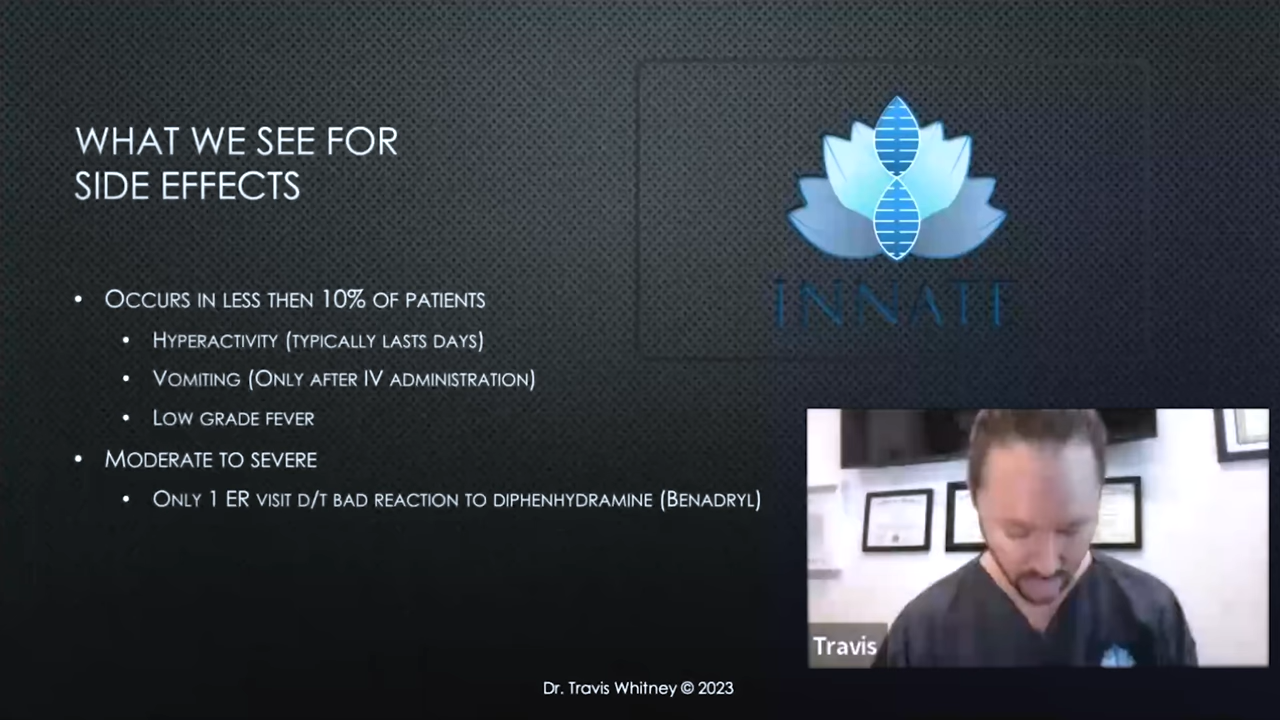 WHAT WE SEE FOR
SIDE EFFECTS
INNATE
• OCCURS IN LESS THEN 10% OF PATIENTS
• HYPERACTIVITY (TYPICALLY LASTS DAYS)
• VOMITING (ONLY AFTER IV ADMINISTRATION)
• LOW GRADE FEVER
• MODERATE TO SEVERE
• ONLY 1 ER VISIT D/T BAD REACTION TO DIPHENHYDRAMINE (BENADRYL)
Travis
Dr. Travis Whitney © 2023